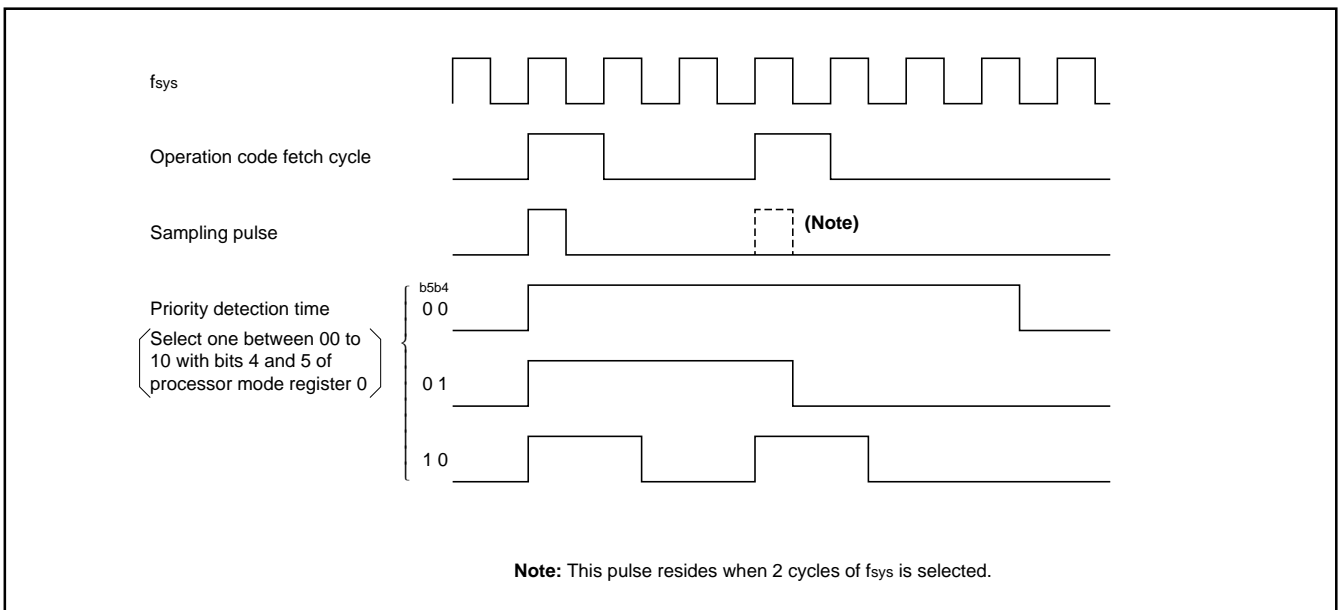 fsys
Operation code fetch cycle
Sampling pulse
(Note)
Priority detection time
Select one between 00 to
10 with bits 4 and 5 of
processor mode register 0
b5b4
0 0
0 1
1 0
Note: This pulse resides when 2 cycles of fsys is selected.